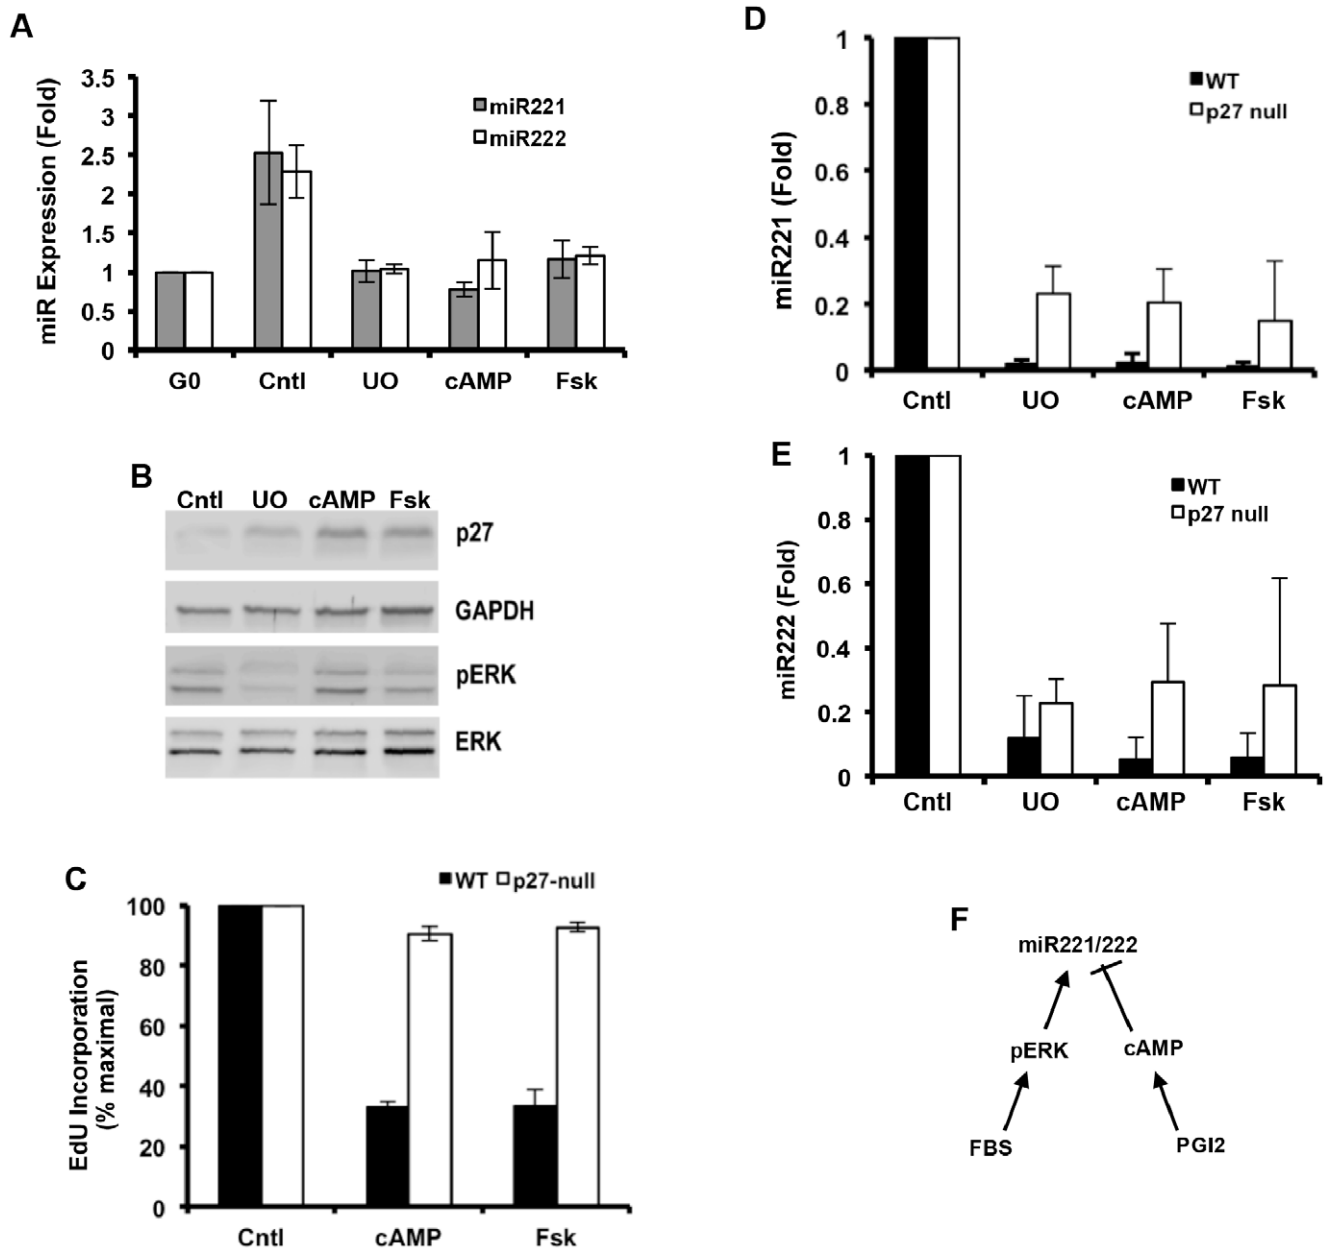 A
miR Expression (Fold)
3.5
3
2.5
2
1.5
1
0.5
0
miR221
miR222
G0 Cntl UO cAMP Fsk
B
Cntl UO cAMP Fsk
p27
GAPDH
pERK
ERK
C
WT p27-null
EdU Incorporation
(% maximal)
100
80
60
40
20
0
Cntl cAMP Fsk
D
miR221 (Fold)
1
0.8
0.6
0.4
0.2
0
WT
p27 null
Cntl UO cAMP Fsk
E
miR222 (Fold)
1
0.8
0.6
0.4
0.2
0
WT
p27 null
Cntl UO cAMP Fsk
F
miR221/222
pERK cAMP
FBS PGI2